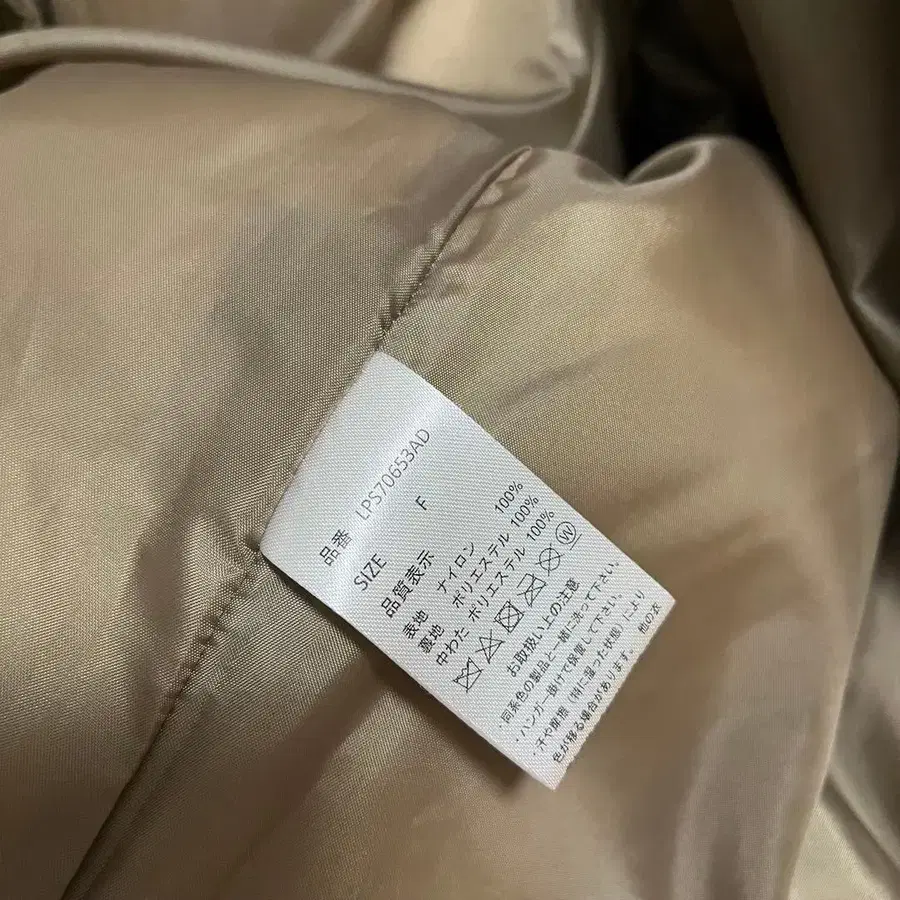 品番 LPS70653AD
SIZE F
品質表示
表地 ナイロン 100%
裏地 ポリエステル 100%
中わた ポリエステル 100%
W
お取扱い上の注意
・同系色の製品と一緒に洗って下さい。
・ハンガー掛けで保管して下さい。
・汗や摩擦(特に湿った状態)により他の衣
色が移る場合があります。